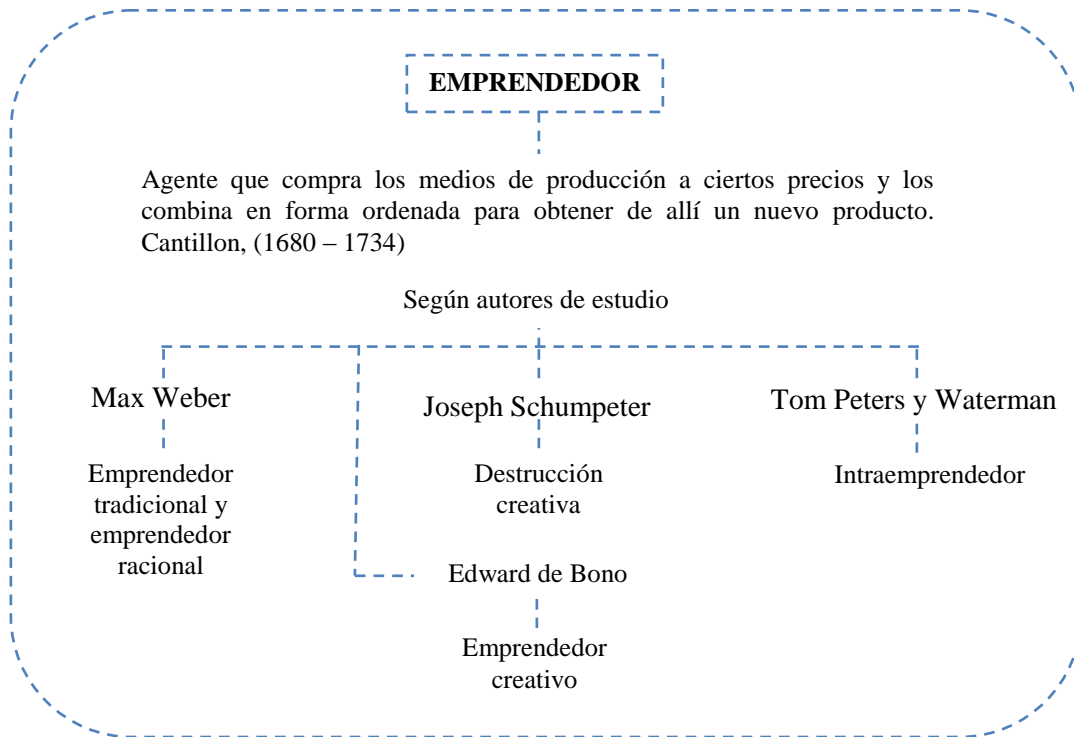 EMPRENDEDOR
Agente que compra los medios de producción a ciertos precios y los
combina en forma ordenada para obtener de allí un nuevo producto.
Cantillon, (1680 – 1734)
Según autores de estudio
Max Weber
Emprendedor
tradicional y
emprendedor
racional
Joseph Schumpeter
Destrucción
creativa
Tom Peters y Waterman
Intraemprendedor
Edward de Bono
Emprendedor
creativo